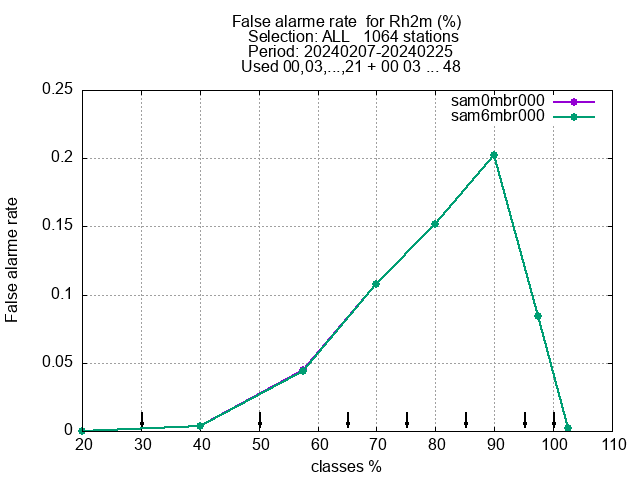 False alarme rate  for Rh2m (%)
Selection: ALL   1064 stations
Period: 20240207-20240225
Used 00,03,...,21 + 00 03 ... 48
sam0mbr000
sam6mbr000
0.25
0.2
0.15
0.1
0.05
0
False alarme rate
20 30 40 50 60 70 80 90 100 110
classes %